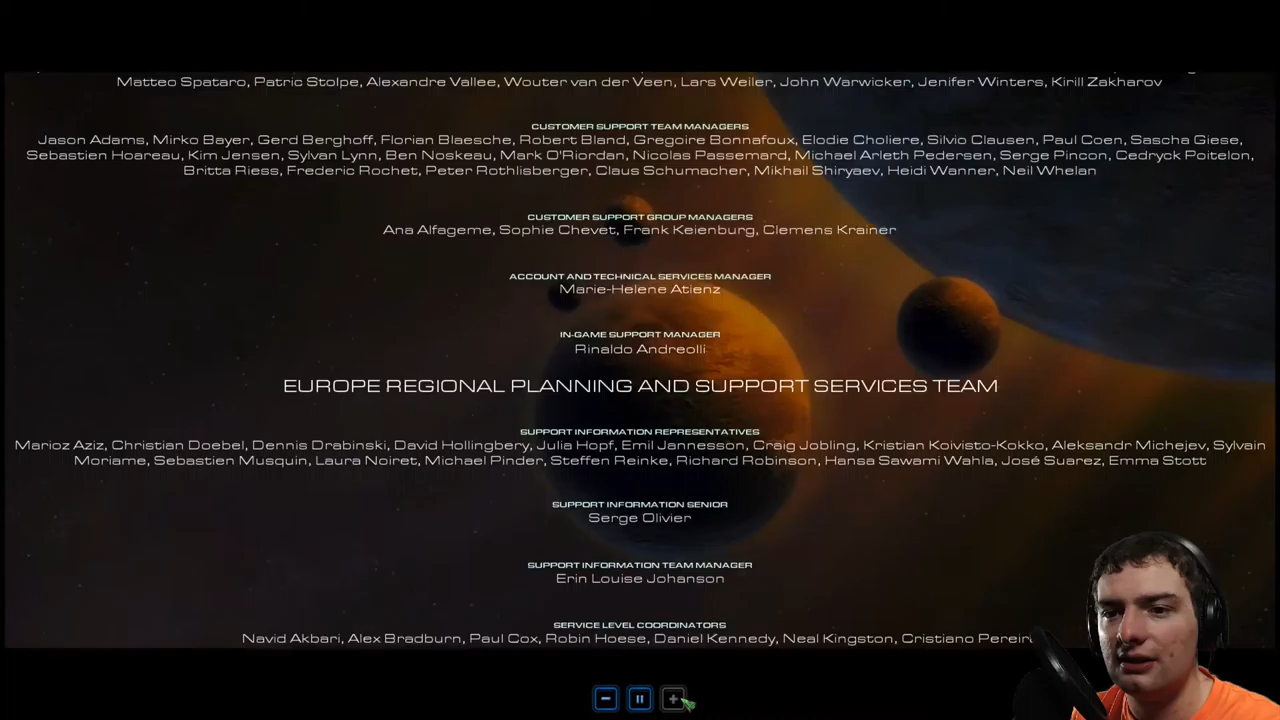 Matteo Spataro, Patric Stolpe, Alexandre Vallee, Wouter van der Veen, Lars Weiler, John Warwicker, Jenifer Winters, Kirill Zakharov
CUSTOMER SUPPORT TEAM MANAGERS
Jason Adams, Mirko Bayer, Gerd Berghoff, Florian Blaesche, Robert Bland, Gregoire Bonnafoux, Elodie Choliere, Silvio Clausen, Paul Coen, Sascha Giese,
Sebastien Hoareau, Kim Jensen, Sylvan Lynn, Ben Noskeau, Mark O'Riordan, Nicolas Passemard, Michael Arleth Pedersen, Serge Pincon, Cedryck Poitelon,
Britta Riess, Frederic Rochet, Peter Rothlisberger, Claus Schumacher, Mikhail Shiryaev, Heidi Wanner, Neil Whelan
CUSTOMER SUPPORT GROUP MANAGERS
Ana Alfageme, Sophie Chevet, Frank Keienburg, Clemens Krainer
ACCOUNT AND TECHNICAL SERVICES MANAGER
Marie-Helene Atienz
IN-GAME SUPPORT MANAGER
Rinaldo Andreolli
EUROPE REGIONAL PLANNING AND SUPPORT SERVICES TEAM
SUPPORT INFORMATION REPRESENTATIVES
Marioz Aziz, Christian Doebel, Dennis Drabinski, David Hollingbery, Julia Hopf, Emil Jannesson, Craig Jobling, Kristian Koivisto-Kokko, Aleksandr Michejev, Sylvain
Moriame, Sebastien Musquin, Laura Noiret, Michael Pinder, Steffen Reinke, Richard Robinson, Hansa Sawami Wahla, José Suarez, Emma Stott
SUPPORT INFORMATION SENIOR
Serge Olivier
SUPPORT INFORMATION TEAM MANAGER
Erin Louise Johanson
SERVICE LEVEL COORDINATORS
Navid Akbari, Alex Bradburn, Paul Cox, Robin Hoese, Daniel Kennedy, Neal Kingston, Cristiano